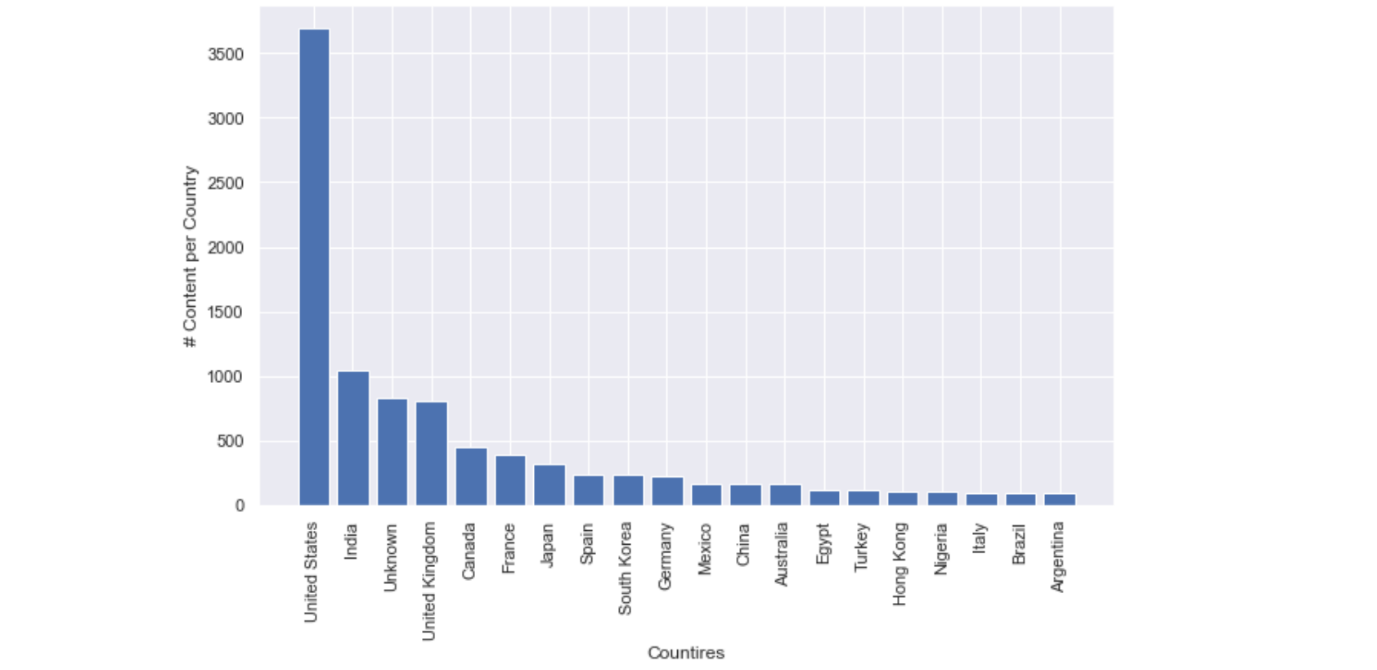 3500
3000
2500
2000
1500
1000
500
0
# Content per Country
United States
India
Unknown
United Kingdom
Canada
France
Japan
Spain
South Korea
Germany
Mexico
China
Australia
Egypt
Turkey
Hong Kong
Nigeria
Italy
Brazil
Argentina
Countires